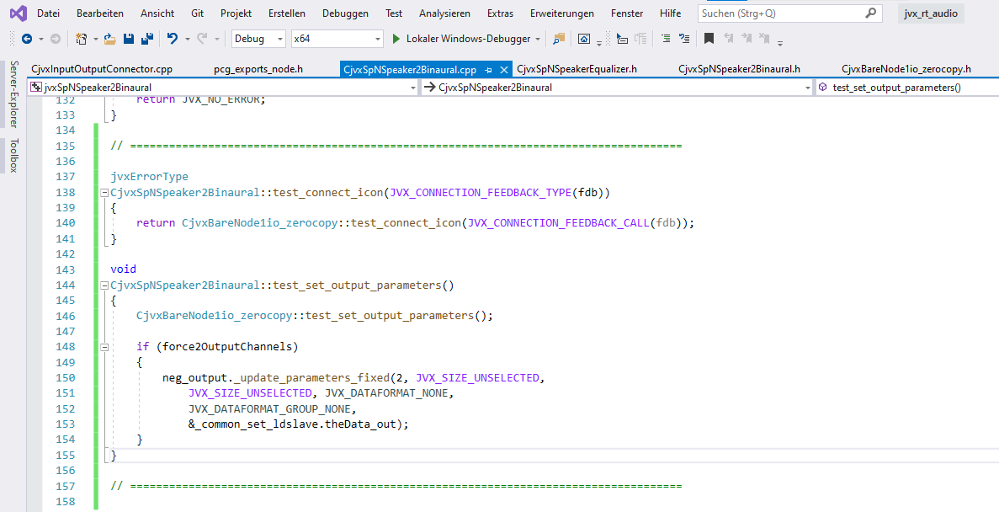 Datei Bearbeiten Ansicht Git Projekt Erstellen Debuggen Test Analysieren Extras Erweiterungen Fenster Hilfe Suchen (Strg+Q) jvx_rt_audio
Debug x64 Lokaler Windows-Debugger
CjvxInputOutputConnector.cpp pcg_exports_node.h CjvxSpNSpeaker2Binaural.cpp CjvxSpNSpeakerEqualizer.h CjvxSpNSpeaker2Binaural.h CjvxBareNode1io_zerocopy.h
jvxSpNSpeaker2Binaural CjvxSpNSpeaker2Binaural test_set_output_parameters()
Server-Explorer
Toolbox
132 return JVX_NO_ERROR;
133 }
134
135 // =====================================================================================
136
137 jvxErrorType
138 CjvxSpNSpeaker2Binaural::test_connect_icon(JVX_CONNECTION_FEEDBACK_TYPE(fdb))
139 {
140 return CjvxBareNode1io_zerocopy::test_connect_icon(JVX_CONNECTION_FEEDBACK_CALL(fdb));
141 }
142
143 void
144 CjvxSpNSpeaker2Binaural::test_set_output_parameters()
145 {
146 CjvxBareNode1io_zerocopy::test_set_output_parameters();
147
148 if (force2OutputChannels)
149 {
150 neg_output._update_parameters_fixed(2, JVX_SIZE_UNSELECTED,
151 JVX_SIZE_UNSELECTED, JVX_DATAFORMAT_NONE,
152 JVX_DATAFORMAT_GROUP_NONE,
153 &_common_set_ldslave.theData_out);
154 }
155 }
156
157 // =====================================================================================
158